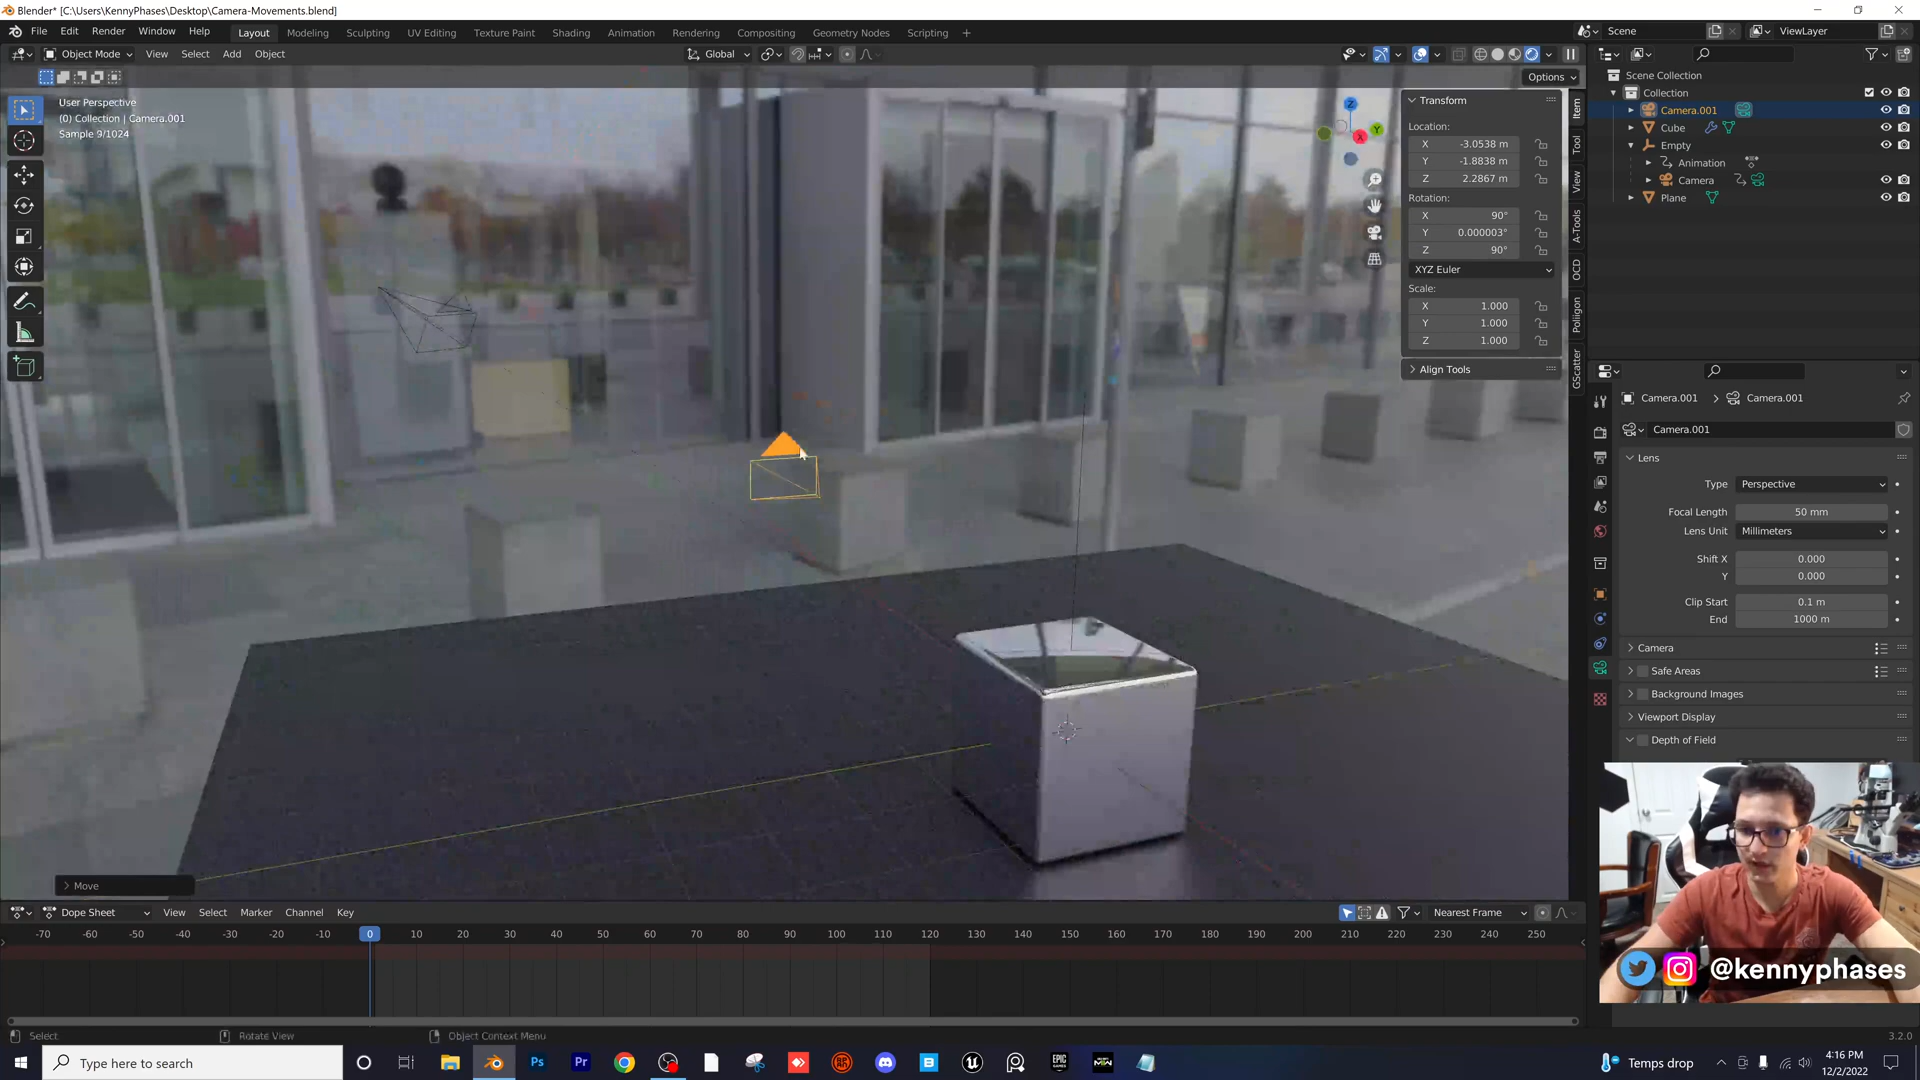 Blender* [C:\Users\KennyPhases\Desktop\Camera-Movements.blend]
File Edit Render Window Help Layout Modeling Sculpting UV Editing Texture Paint Shading Animation Rendering Compositing Geometry Nodes Scripting +
Scene
ViewLayer
Object Mode View Select Add Object
Global
Options
User Perspective
(0) Collection | Camera.001
Sample 9/1024
Z
Y
X
Transform
Location:
X -3.0538 m
Y -1.8838 m
Z 2.2867 m
Rotation:
X 90°
Y 0.000003°
Z 90°
XYZ Euler
Scale:
X 1.000
Y 1.000
Z 1.000
Align Tools
Item
Tool
View
A-Tools
OCD
Poliigon
GScatter
Scene Collection
Collection
Camera.001
Cube
Empty
Animation
Camera
Plane
Camera.001 > Camera.001
Camera.001
Lens
Type Perspective
Focal Length 50 mm
Lens Unit Millimeters
Shift X 0.000
Y 0.000
Clip Start 0.1 m
End 1000 m
Camera
Safe Areas
Background Images
Viewport Display
Depth of Field
Move
@kennyphases
Dope Sheet View Select Marker Channel Key
Nearest Frame
-70 -60 -50 -40 -30 -20 -10 0 10 20 30 40 50 60 70 80 90 100 110 120 130 140 150 160 170 180 190 200 210 220 230 240 250
Select
Rotate View
Object Context Menu
3.2.0
Type here to search
Ps
Pr
EPIC GAMES
Temps drop
4:16 PM
12/2/2022